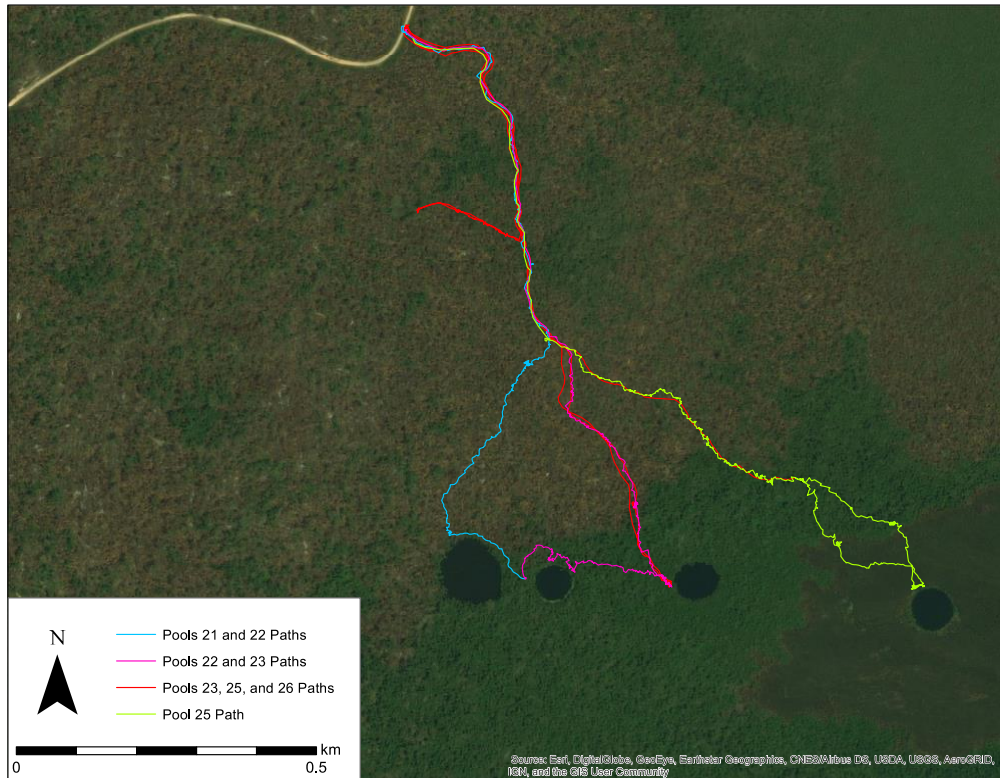 N
Pools 21 and 22 Paths
Pools 22 and 23 Paths
Pools 23, 25, and 26 Paths
Pool 25 Path
km
0 0.5
Source: Esri, DigitalGlobe, GeoEye, Earthstar Geographics, CNES/Airbus DS, USDA, USGS, AeroGRID,
IGN, and the GIS User Community